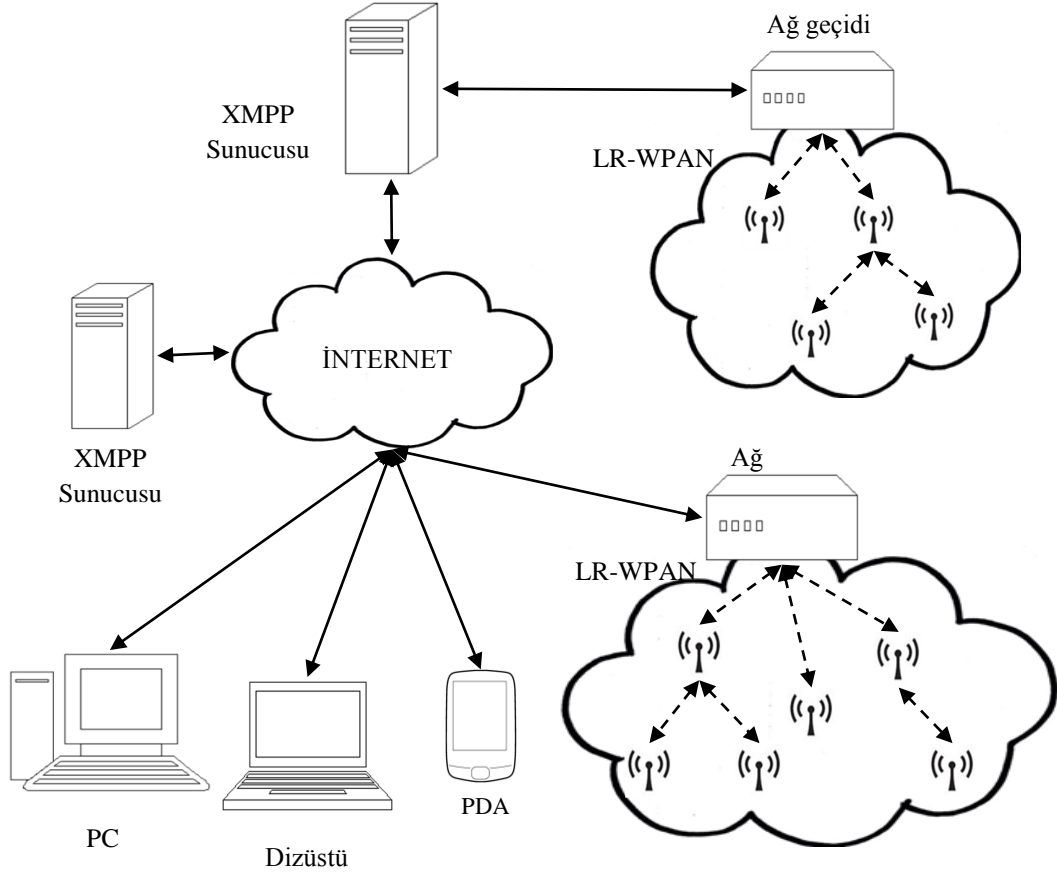 Ağ geçidi
XMPP
Sunucusu
LR-WPAN
İNTERNET
XMPP
Sunucusu
Ağ
LR-WPAN
PC
Dizüstü
PDA